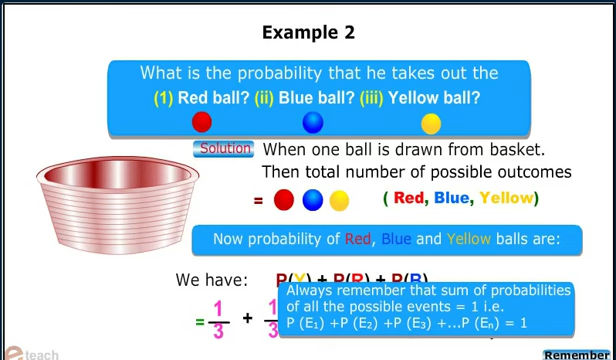 Example 2
What is the probability that he takes out the
(1) Red ball? (ii) Blue ball? (iii) Yellow ball?
Solution When one ball is drawn from basket.
Then total number of possible outcomes
= ( Red, Blue, Yellow)
Now probability of Red, Blue and Yellow balls are:
We have: P(Y) + P(R) + P(B)
= 1/3 + 1/3
Always remember that sum of probabilities
of all the possible events = 1 i.e.
P (E₁) +P (E₂) +P (E₃) +...P (Eₙ) = 1
eteach
Remember